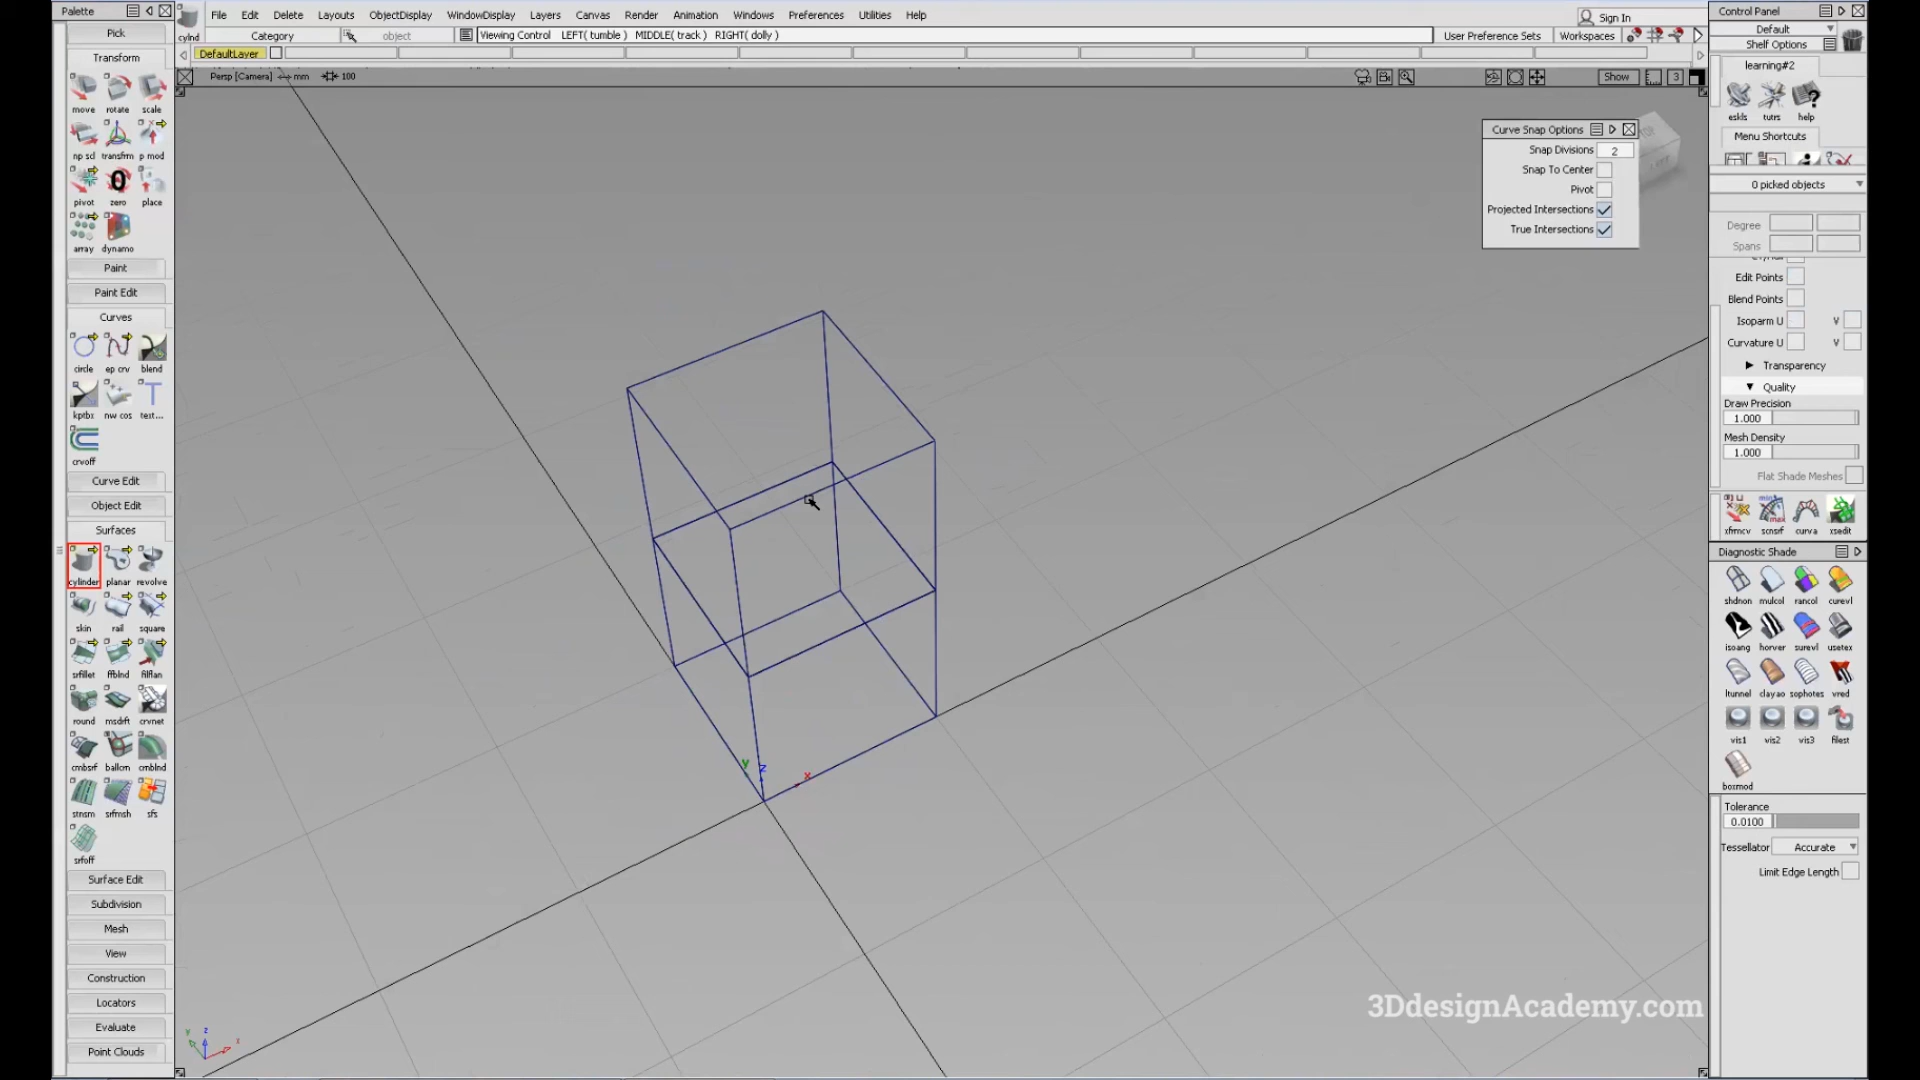 Palette
Pick
Transform
move rotate scale
np scl transfrm p mod
pivot zero place
array dynamo
Paint
Paint Edit
Curves
circle ep crv blend
kptbx nw cos text...
crvoff
Curve Edit
Object Edit
Surfaces
cylinder planar revolve
skin rail square
srfillet ffblnd filflan
round msdrft crvnet
cmbsrf ballcrn cmblnd
srfmsh sfs
srfoff
Surface Edit
Subdivision
Mesh
View
Construction
Locators
Evaluate
Point Clouds
File Edit Delete Layouts ObjectDisplay WindowDisplay Layers Canvas Render Animation Windows Preferences Utilities Help
Sign In
cylnd Category object Viewing Control LEFT( tumble ) MIDDLE( track ) RIGHT( dolly ) User Preference Sets Workspaces
DefaultLayer
Persp [Camera] mm 100 Show 3
Curve Snap Options
Snap Divisions 2
Snap To Center
Pivot
Projected Intersections
True Intersections
y z x
y z x
3DdesignAcademy.com
Control Panel
Default
Shelf Options
learning#2
eskls tutrs help
Menu Shortcuts
0 picked objects
Degree
Spans
Edit Points
Blend Points
Isoparm U V
Curvature U V
Transparency
Quality
Draw Precision
1.000
Mesh Density
1.000
Flat Shade Meshes
xfrmcv scnsrf curva xsedit
Diagnostic Shade
shdnon mulcol rancol curevl
isoang horver surevl usetex
ltunnel clayao sophotes vred
vis1 vis2 vis3 filest
boxmod
Tolerance
0.0100
Tessellator Accurate
Limit Edge Length